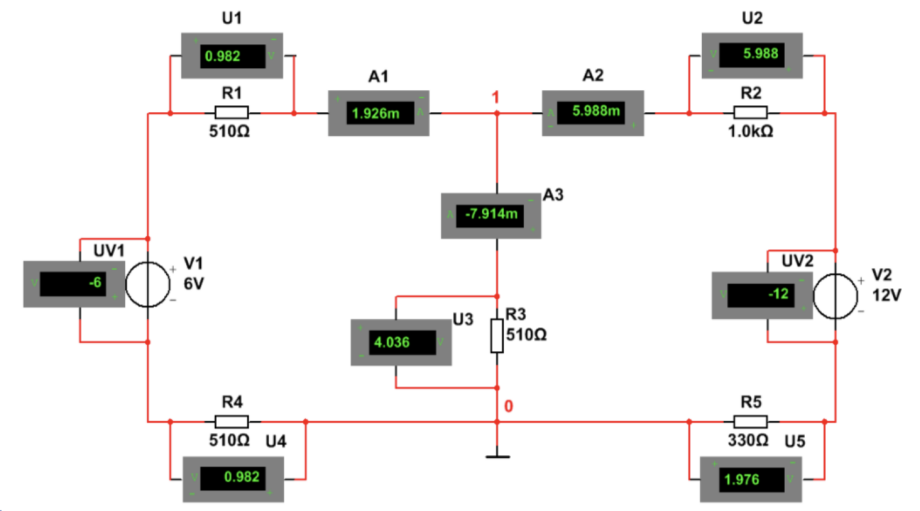 U1
U2
0.982
5.988
R1
A1
1
A2
R2
1.926m
5.988m
510Ω
1.0kΩ
A3
-7.914m
UV1
V1
-6
6V
UV2
V2
-12
12V
U3
R3
4.036
510Ω
R4
0
R5
510Ω
U4
330Ω
U5
0.982
1.976